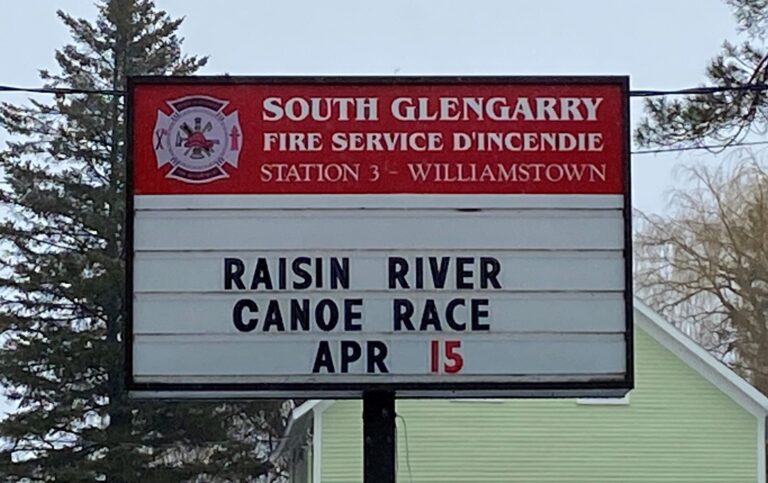 SOUTH GLENGARRY
FIRE SERVICE D'INCENDIE
STATION 3 - WILLIAMSTOWN
RAISIN RIVER
CANOE RACE
APR 15